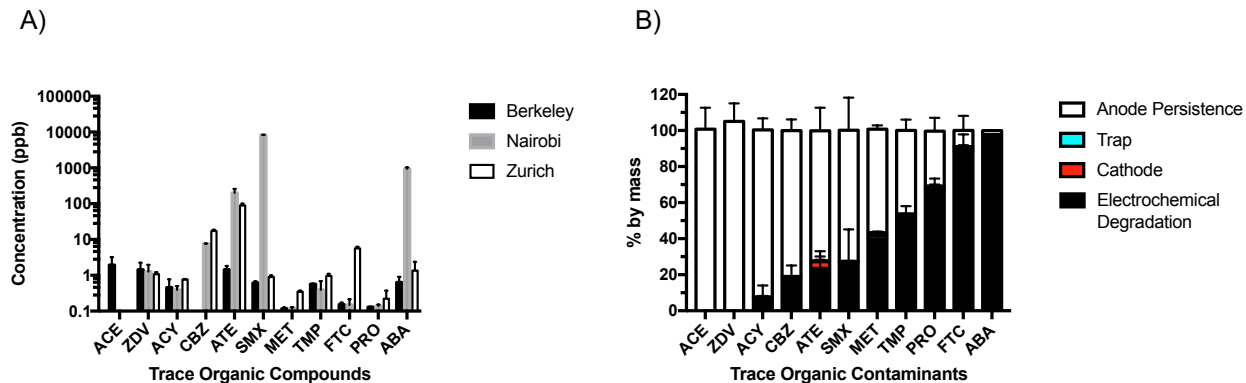 A)
Concentration (ppb)
100000
10000
1000
100
10
1
0.1
ACE
ZDV
ACY
CBZ
ATE
SMX
MET
TMP
FTC
PRO
ABA
Trace Organic Compounds
Berkeley
Nairobi
Zurich
B)
% by mass
120
100
80
60
40
20
0
ACE
ZDV
ACY
CBZ
ATE
SMX
MET
TMP
PRO
FTC
ABA
Trace Organic Contaminants
Anode Persistence
Trap
Cathode
Electrochemical
Degradation